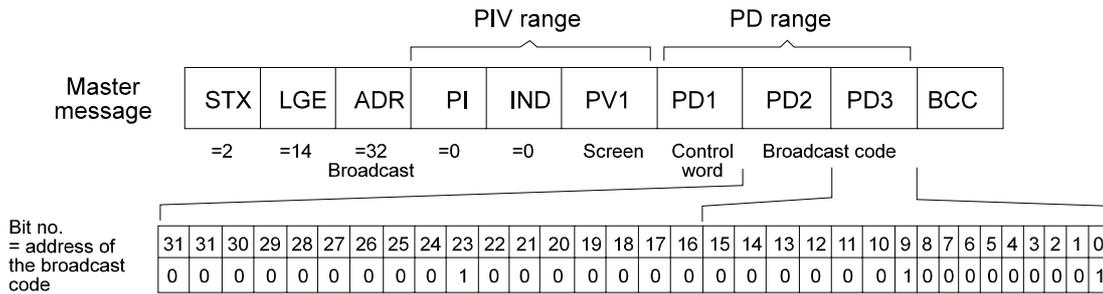 PIV range PD range
Master message
STX LGE ADR PI IND PV1 PD1 PD2 PD3 BCC
=2 =14 =32 Broadcast =0 =0 Screen Control word Broadcast code
Bit no.
= address of
the broadcast
code
31 31 30 29 28 27 26 25 24 23 22 21 20 19 18 17 16 15 14 13 12 11 10 9 8 7 6 5 4 3 2 1 0
0 0 0 0 0 0 0 0 0 1 0 0 0 0 0 0 0 0 0 0 0 0 0 1 0 0 0 0 0 0 0 0 1